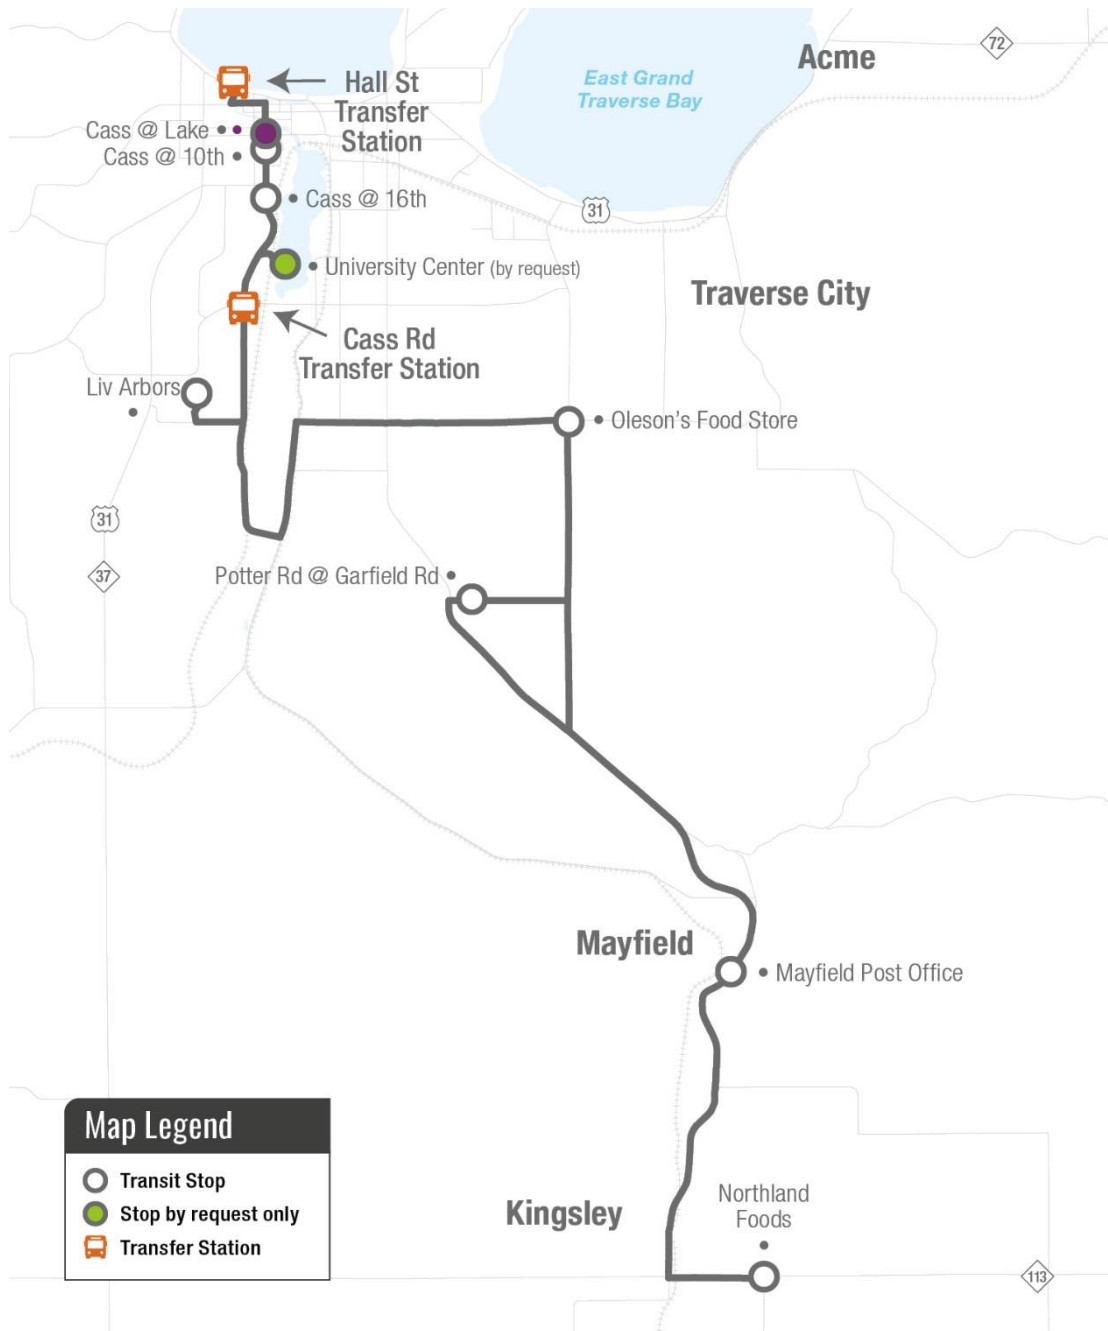 72
Acme
East Grand
Traverse Bay
Hall St
Transfer
Station
Cass @ Lake
Cass @ 10th
Cass @ 16th
31
University Center (by request)
Traverse City
Cass Rd
Transfer Station
Liv Arbors
Oleson's Food Store
31
37
Potter Rd @ Garfield Rd
Mayfield
Mayfield Post Office
Map Legend
Transit Stop
Stop by request only
Transfer Station
Kingsley
Northland
Foods
113